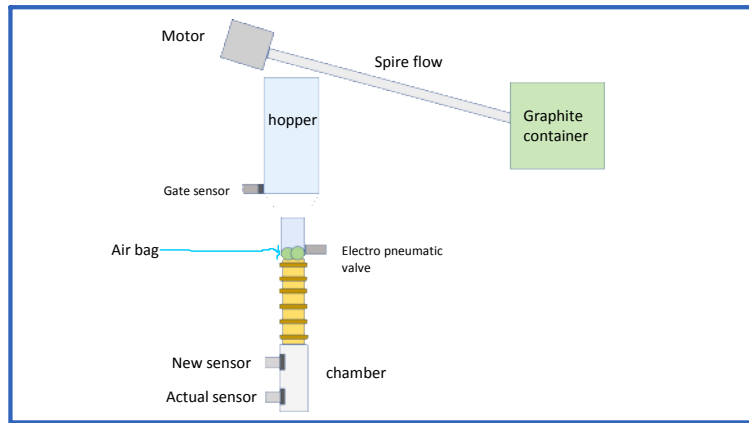 Motor
Spire flow
Graphite
container
hopper
Gate sensor
Air bag
Electro pneumatic
valve
New sensor
chamber
Actual sensor